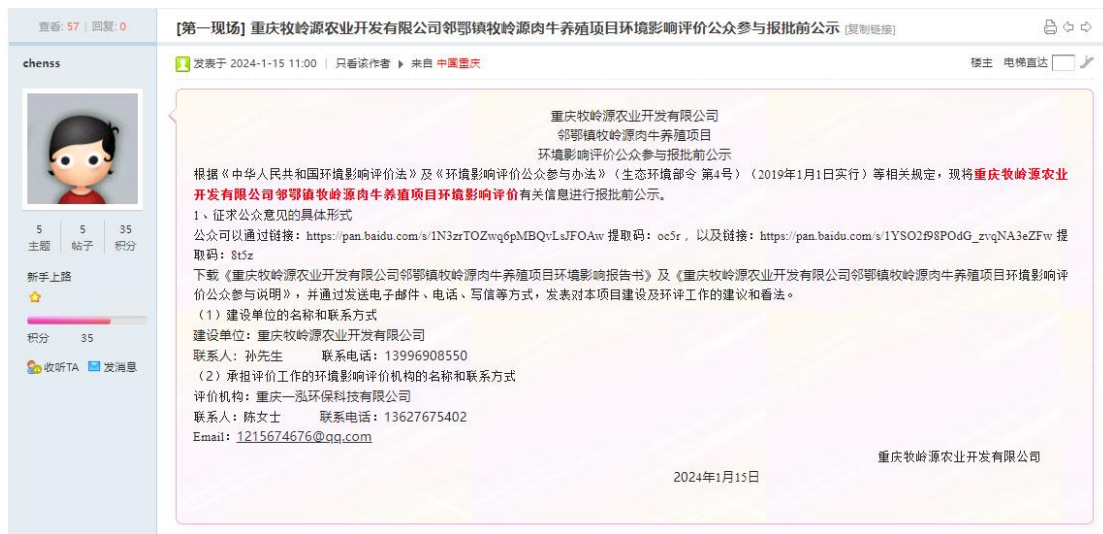 查看: 57 | 回复: 0
[第一现场] 重庆牧岭源农业开发有限公司邻鄂镇牧岭源肉牛养殖项目环境影响评价公众参与报批前公示 [复制链接]
chenss
发表于 2024-1-15 11:00 | 只看该作者 ▶ 来自 中国重庆
楼主 电梯直达
5 主题
5 帖子
35 积分
新手上路
积分 35
收听TA 发消息
重庆牧岭源农业开发有限公司
邻鄂镇牧岭源肉牛养殖项目
环境影响评价公众参与报批前公示
根据《中华人民共和国环境影响评价法》及《环境影响评价公众参与办法》（生态环境部令 第4号）（2019年1月1日实行）等相关规定，现将重庆牧岭源农业
开发有限公司邻鄂镇牧岭源肉牛养殖项目环境影响评价有关信息进行报批前公示。
1、征求公众意见的具体形式
公众可以通过链接：https://pan.baidu.com/s/1N3zrTOZwq6pMBQvLsJFOAw 提取码：oc5r ，以及链接：https://pan.baidu.com/s/1YSO2f98POdG_zvqNA3eZFw 提
取码：8t5z
下载《重庆牧岭源农业开发有限公司邻鄂镇牧岭源肉牛养殖项目环境影响报告书》及《重庆牧岭源农业开发有限公司邻鄂镇牧岭源肉牛养殖项目环境影响评
价公众参与说明》，并通过发送电子邮件、电话、写信等方式，发表对本项目建设及环评工作的建议和看法。
（1）建设单位的名称和联系方式
建设单位：重庆牧岭源农业开发有限公司
联系人：孙先生 联系电话：13996908550
（2）承担评价工作的环境影响评价机构的名称和联系方式
评价机构：重庆一泓环保科技有限公司
联系人：陈女士 联系电话：13627675402
Email：1215674676@qq.com
重庆牧岭源农业开发有限公司
2024年1月15日